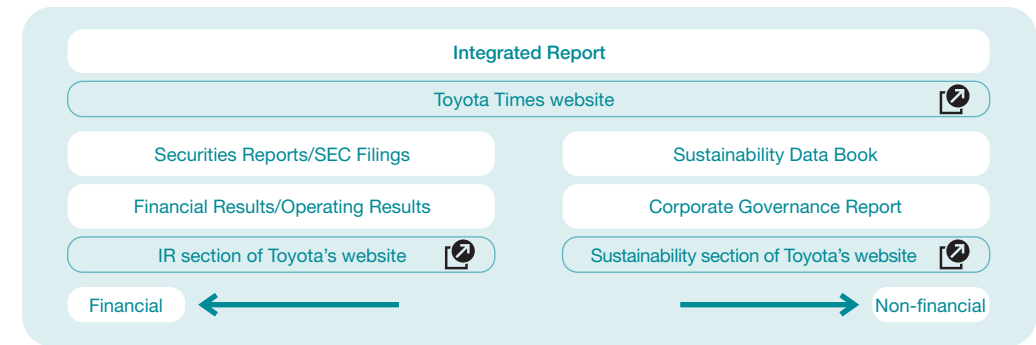 Integrated Report
Toyota Times website
Securities Reports/SEC Filings
Sustainability Data Book
Financial Results/Operating Results
Corporate Governance Report
IR section of Toyota’s website
Sustainability section of Toyota’s website
Financial
Non-financial